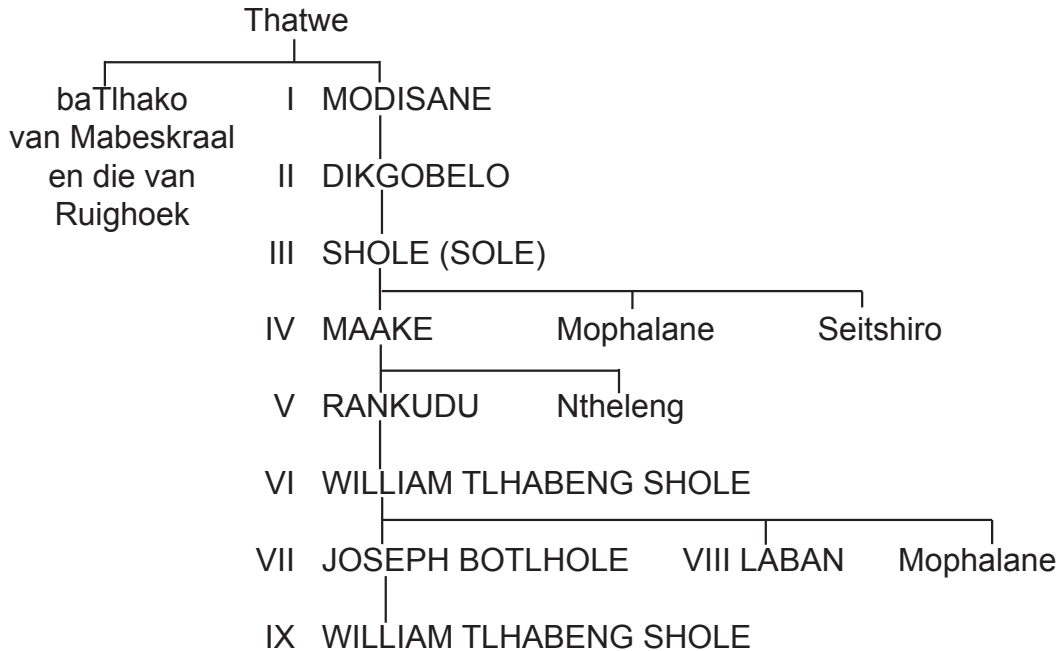 Thatwe
baTlhako
van Mabeskraal
en die van
Ruighoek
I MODISANE
II DIKGOBELO
III SHOLE (SOLE)
IV MAAKE Mophalane Seitshiro
V RANKUDU Ntheleng
VI WILLIAM TLHABENG SHOLE
VII JOSEPH BOTLHOLE VIII LABAN Mophalane
IX WILLIAM TLHABENG SHOLE